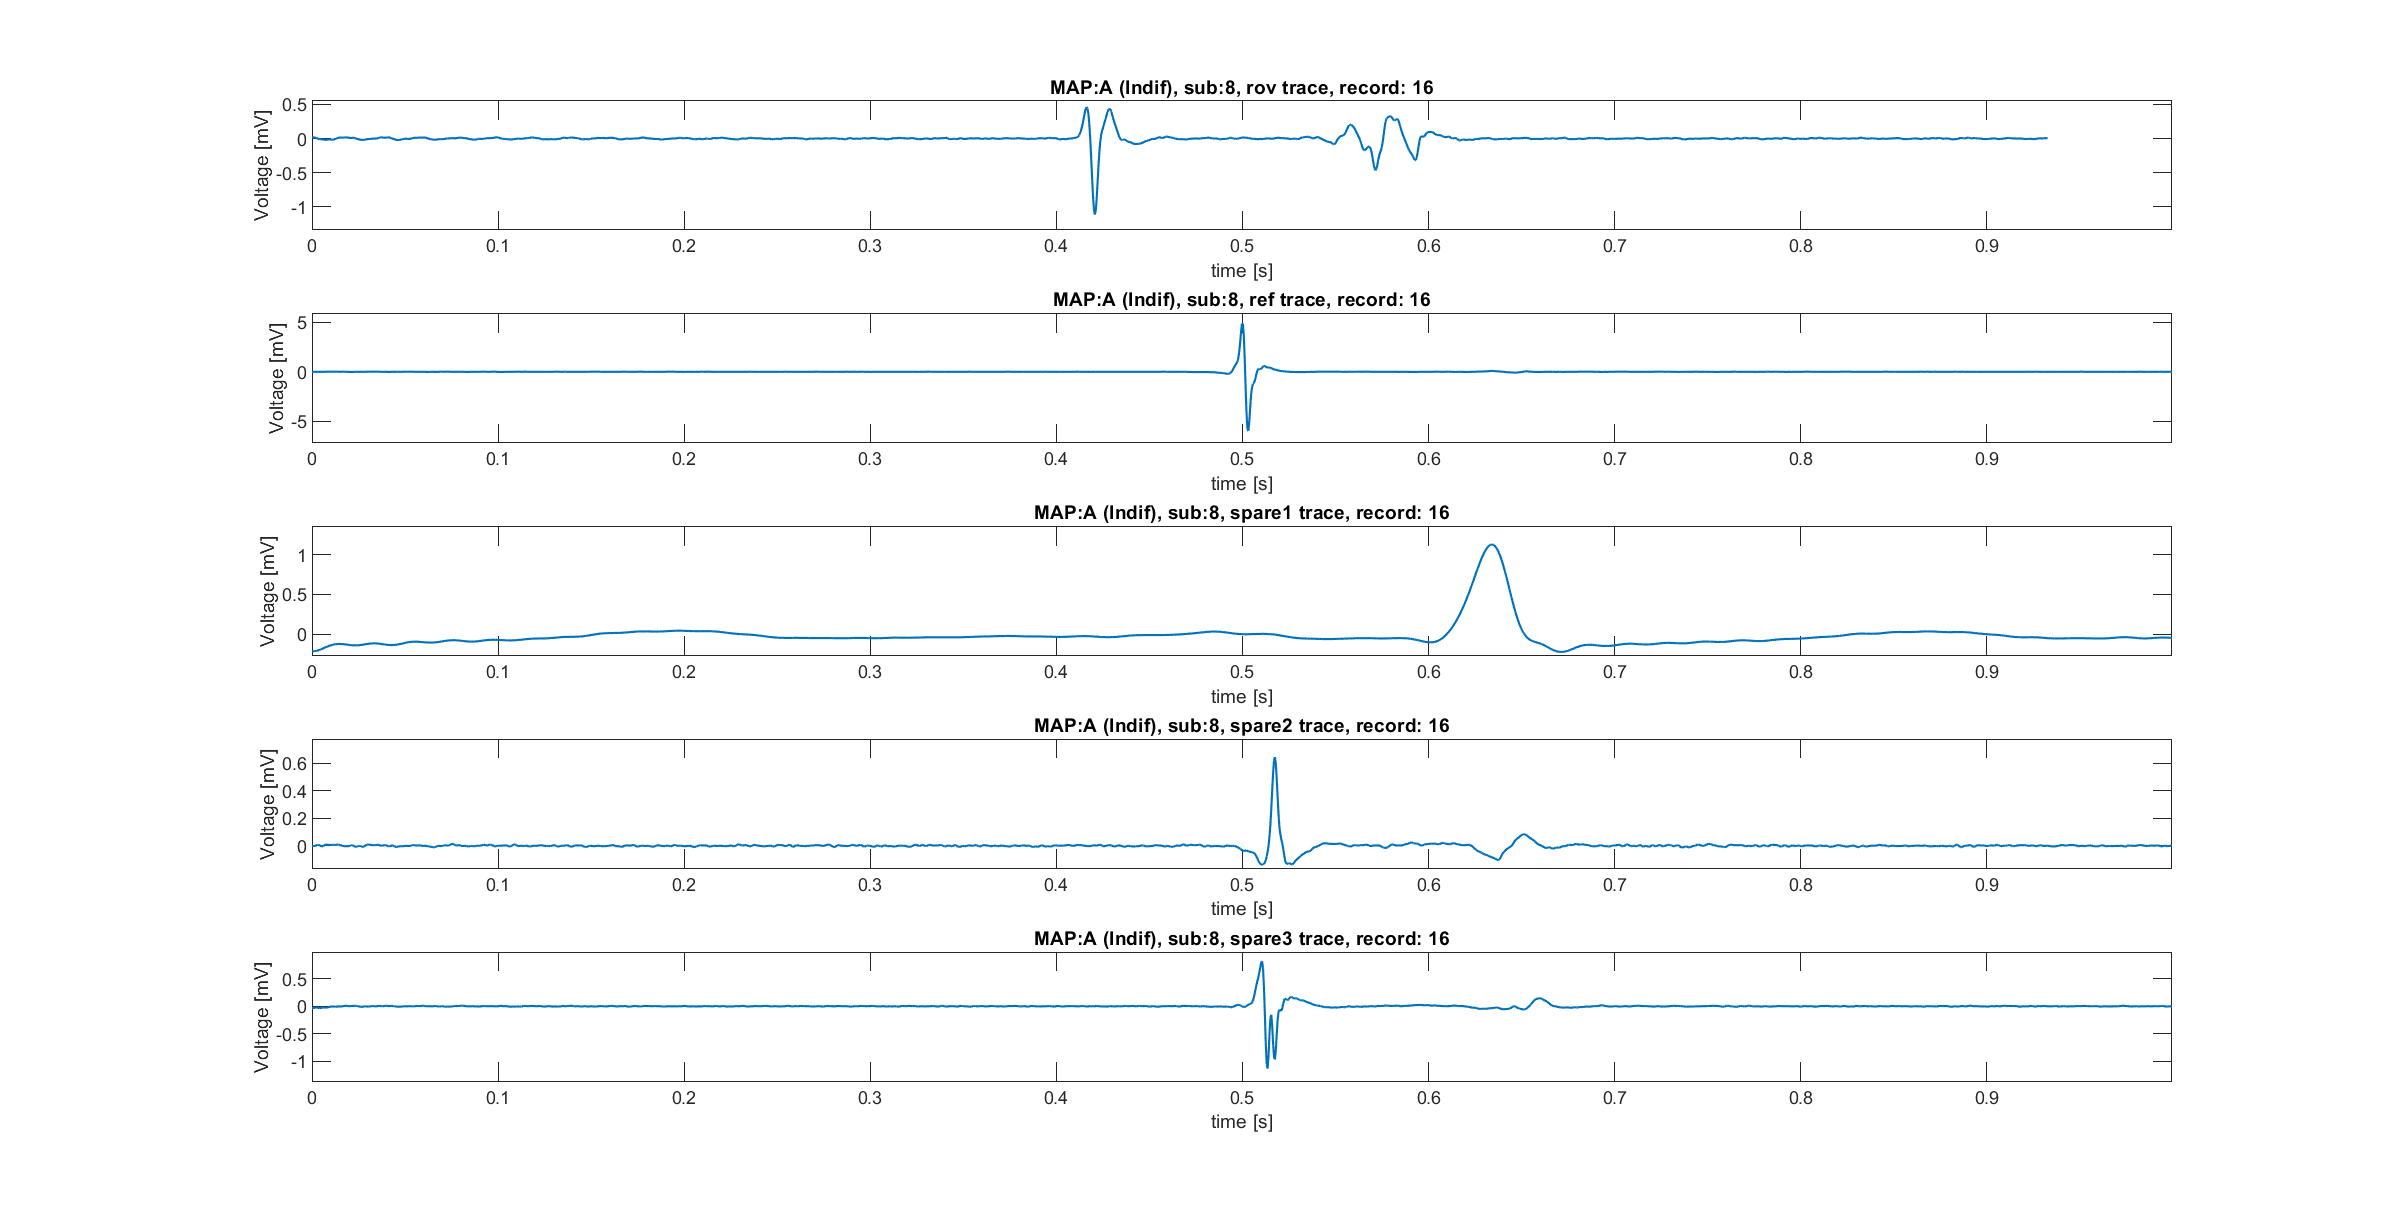 MAP:A (Indif), sub:8, rov trace, record: 16
Voltage [mV]
0.5
0
-0.5
-1
0 0.1 0.2 0.3 0.4 0.5 0.6 0.7 0.8 0.9
time [s]
MAP:A (Indif), sub:8, ref trace, record: 16
Voltage [mV]
5
0
-5
0 0.1 0.2 0.3 0.4 0.5 0.6 0.7 0.8 0.9
time [s]
MAP:A (Indif), sub:8, spare1 trace, record: 16
Voltage [mV]
1
0.5
0
0 0.1 0.2 0.3 0.4 0.5 0.6 0.7 0.8 0.9
time [s]
MAP:A (Indif), sub:8, spare2 trace, record: 16
Voltage [mV]
0.6
0.4
0.2
0
0 0.1 0.2 0.3 0.4 0.5 0.6 0.7 0.8 0.9
time [s]
MAP:A (Indif), sub:8, spare3 trace, record: 16
Voltage [mV]
0.5
0
-0.5
-1
0 0.1 0.2 0.3 0.4 0.5 0.6 0.7 0.8 0.9
time [s]